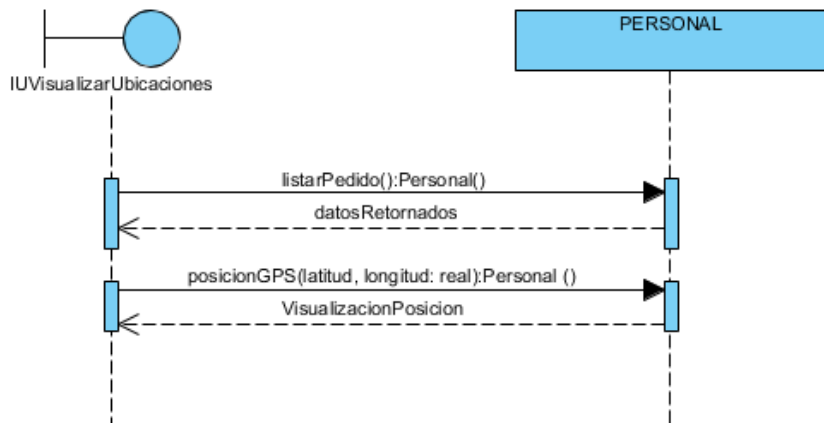 PERSONAL
IUVisualizarUbicaciones
listarPedido():Personal()
datosRetornados
posicionGPS(latitud, longitud: real):Personal ()
VisualizacionPosicion